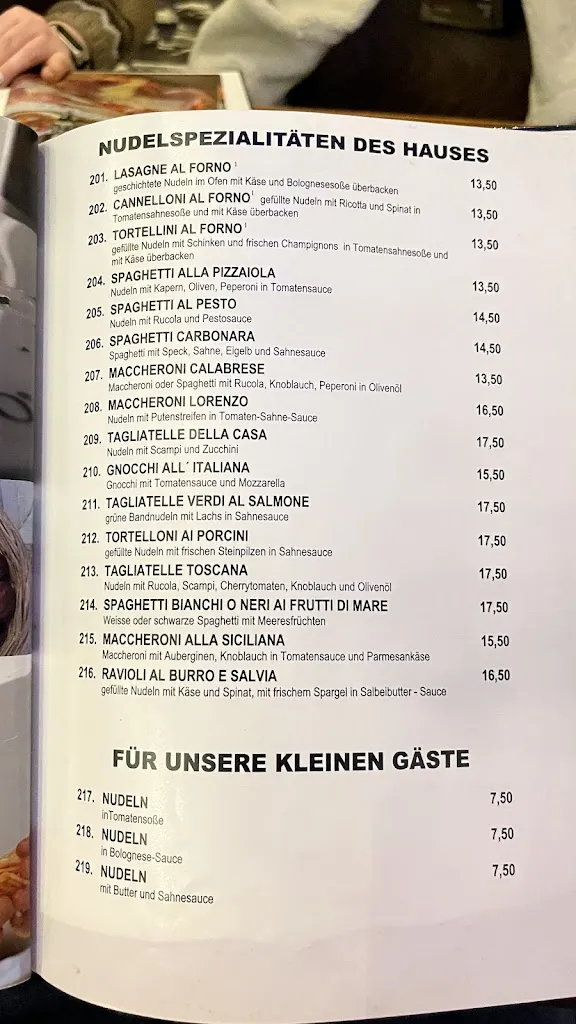 NUDELSPEZIALITÄTEN DES HAUSES
201. LASAGNE AL FORNO ¹ 13,50
geschichtete Nudeln im Ofen mit Käse und Bolognesesoße überbacken
202. CANNELLONI AL FORNO¹ gefüllte Nudeln mit Ricotta und Spinat in 13,50
Tomatensahnesoße und mit Käse überbacken
203. TORTELLINI AL FORNO¹ 13,50
gefüllte Nudeln mit Schinken und frischen Champignons in Tomatensahnesoße und
mit Käse überbacken
204. SPAGHETTI ALLA PIZZAIOLA 13,50
Nudeln mit Kapern, Oliven, Peperoni in Tomatensauce
205. SPAGHETTI AL PESTO 14,50
Nudeln mit Rucola und Pestosauce
206. SPAGHETTI CARBONARA 14,50
Spaghetti mit Speck, Sahne, Eigelb und Sahnesauce
207. MACCHERONI CALABRESE 13,50
Maccheroni oder Spaghetti mit Rucola, Knoblauch, Peperoni in Olivenöl
208. MACCHERONI LORENZO 16,50
Nudeln mit Putenstreifen in Tomaten-Sahne-Sauce
209. TAGLIATELLE DELLA CASA 17,50
Nudeln mit Scampi und Zucchini
210. GNOCCHI ALL´ ITALIANA 15,50
Gnocchi mit Tomatensauce und Mozzarella
211. TAGLIATELLE VERDI AL SALMONE 17,50
grüne Bandnudeln mit Lachs in Sahnesauce
212. TORTELLONI AI PORCINI 17,50
gefüllte Nudeln mit frischen Steinpilzen in Sahnesauce
213. TAGLIATELLE TOSCANA 17,50
Nudeln mit Rucola, Scampi, Cherrytomaten, Knoblauch und Olivenöl
214. SPAGHETTI BIANCHI O NERI AI FRUTTI DI MARE 17,50
Weisse oder schwarze Spaghetti mit Meeresfrüchten
215. MACCHERONI ALLA SICILIANA 15,50
Maccheroni mit Auberginen, Knoblauch in Tomatensauce und Parmesankäse
216. RAVIOLI AL BURRO E SALVIA 16,50
gefüllte Nudeln mit Käse und Spinat, mit frischem Spargel in Salbeibutter - Sauce
FÜR UNSERE KLEINEN GÄSTE
217. NUDELN 7,50
inTomatensoße
218. NUDELN 7,50
in Bolognese-Sauce
219. NUDELN 7,50
mit Butter und Sahnesauce